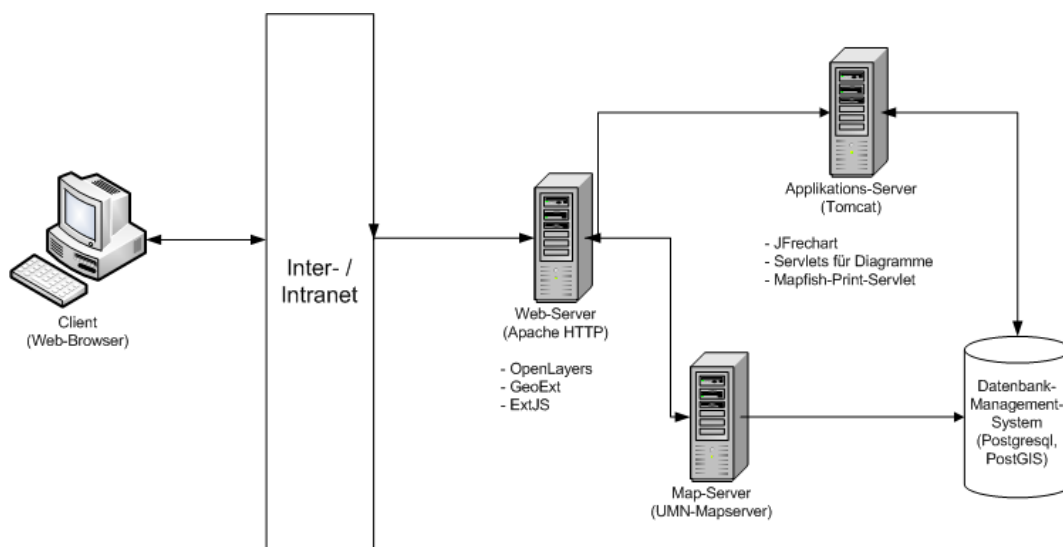 Client
(Web-Browser)
Inter- /
Intranet
Web-Server
(Apache HTTP)
- OpenLayers
- GeoExt
- ExtJS
Applikations-Server
(Tomcat)
- JFrechart
- Servlets für Diagramme
- Mapfish-Print-Servlet
Map-Server
(UMN-Mapserver)
Datenbank-
Management-
System
(Postgresql,
PostGIS)